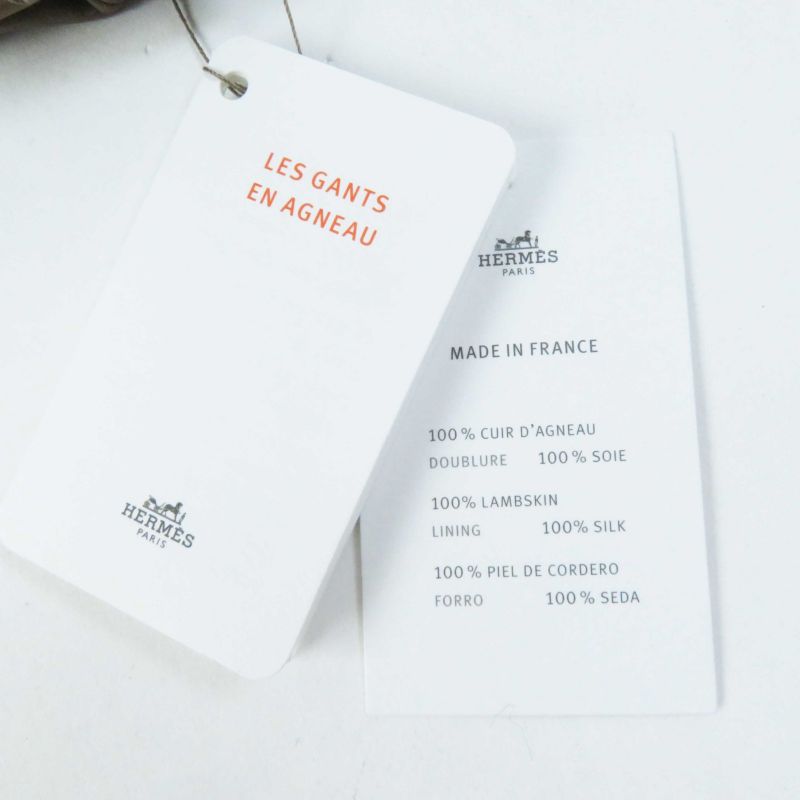 LES GANTS
EN AGNEAU
HERMÈS
PARIS
HERMÈS
PARIS
MADE IN FRANCE
100 % CUIR D'AGNEAU
DOUBLURE 100 % SOIE
100% LAMBSKIN
LINING 100% SILK
100 % PIEL DE CORDERO
FORRO 100 % SEDA